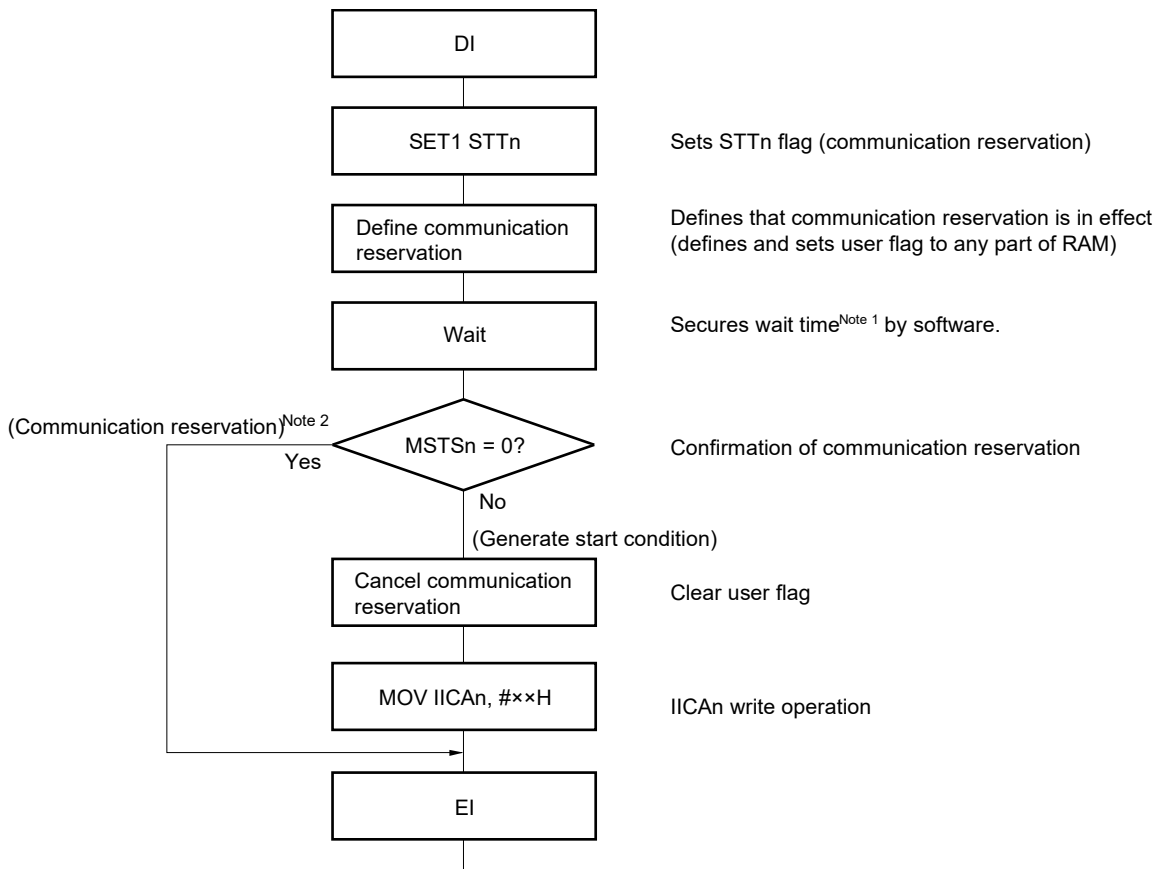 DI
SET1 STTn
Sets STTn flag (communication reservation)
Define communication
reservation
Defines that communication reservation is in effect
(defines and sets user flag to any part of RAM)
Wait
Secures wait timeNote 1 by software.
(Communication reservation)Note 2
Yes
MSTSn = 0?
Confirmation of communication reservation
No
(Generate start condition)
Cancel communication
reservation
Clear user flag
MOV IICAn, #××H
IICAn write operation
EI